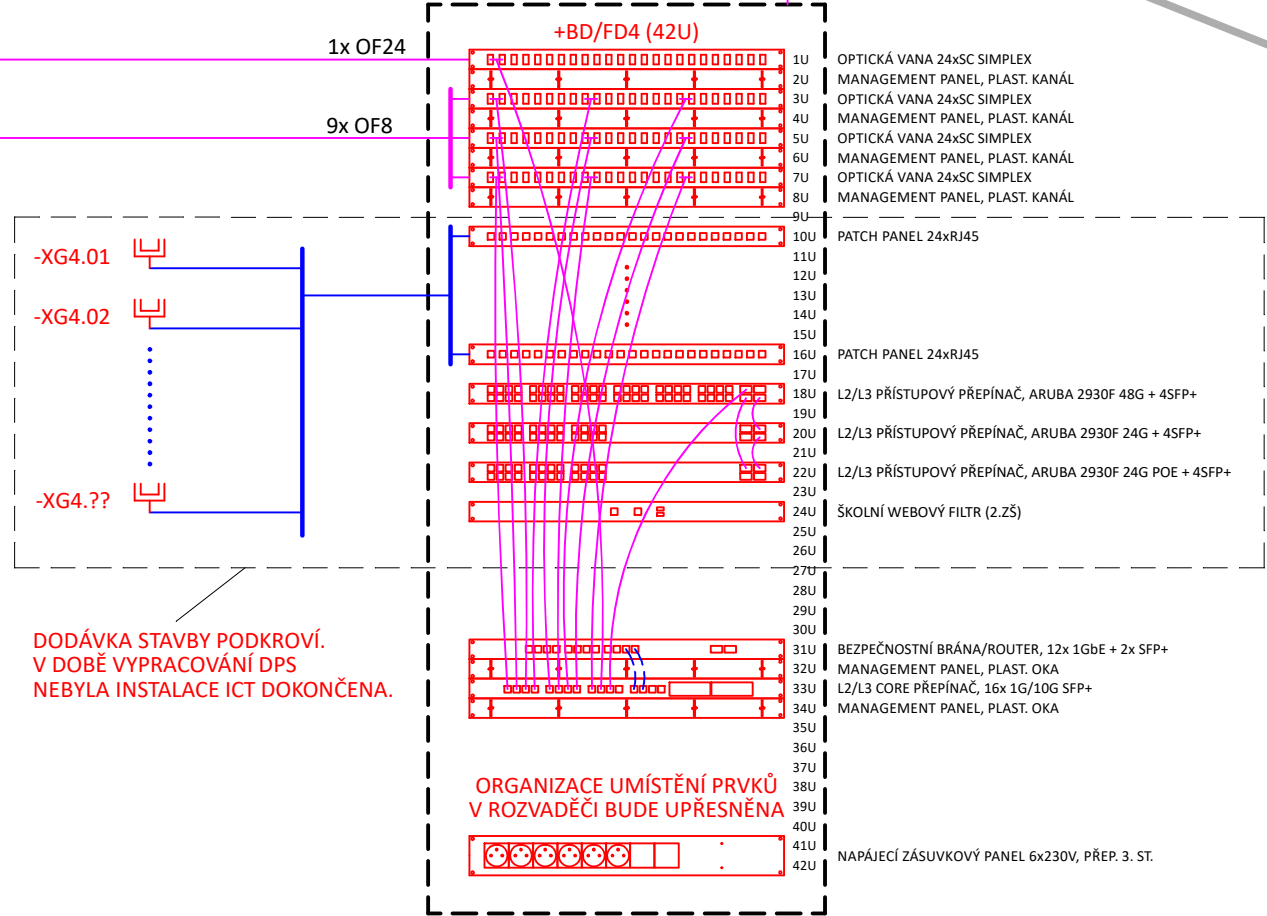 +BD/FD4 (42U)
1x OF24
9x OF8
1U OPTICKÁ VANA 24xSC SIMPLEX
2U MANAGEMENT PANEL, PLAST. KANÁL
3U OPTICKÁ VANA 24xSC SIMPLEX
4U MANAGEMENT PANEL, PLAST. KANÁL
5U OPTICKÁ VANA 24xSC SIMPLEX
6U MANAGEMENT PANEL, PLAST. KANÁL
7U OPTICKÁ VANA 24xSC SIMPLEX
8U MANAGEMENT PANEL, PLAST. KANÁL
9U
10U PATCH PANEL 24xRJ45
11U
12U
13U
14U
15U
16U PATCH PANEL 24xRJ45
17U
18U L2/L3 PŘÍSTUPOVÝ PŘEPÍNAČ, ARUBA 2930F 48G + 4SFP+
19U
20U L2/L3 PŘÍSTUPOVÝ PŘEPÍNAČ, ARUBA 2930F 24G + 4SFP+
21U
22U L2/L3 PŘÍSTUPOVÝ PŘEPÍNAČ, ARUBA 2930F 24G POE + 4SFP+
23U
24U ŠKOLNÍ WEBOVÝ FILTR (2.ZŠ)
25U
26U
27U
28U
29U
30U
31U BEZPEČNOSTNÍ BRÁNA/ROUTER, 12x 1GbE + 2x SFP+
32U MANAGEMENT PANEL, PLAST. OKA
33U L2/L3 CORE PŘEPÍNAČ, 16x 1G/10G SFP+
34U MANAGEMENT PANEL, PLAST. OKA
35U
36U
37U
38U
39U
40U
41U
42U
NAPÁJECÍ ZÁSUVKOVÝ PANEL 6x230V, PŘEP. 3. ST.
-XG4.01
-XG4.02
-XG4.??
DODÁVKA STAVBY PODKROVÍ.
V DOBĚ VYPRACOVÁNÍ DPS
NEBYLA INSTALACE ICT DOKONČENA.
ORGANIZACE UMÍSTĚNÍ PRVKŮ
V ROZVADĚČI BUDE UPŘESNĚNA